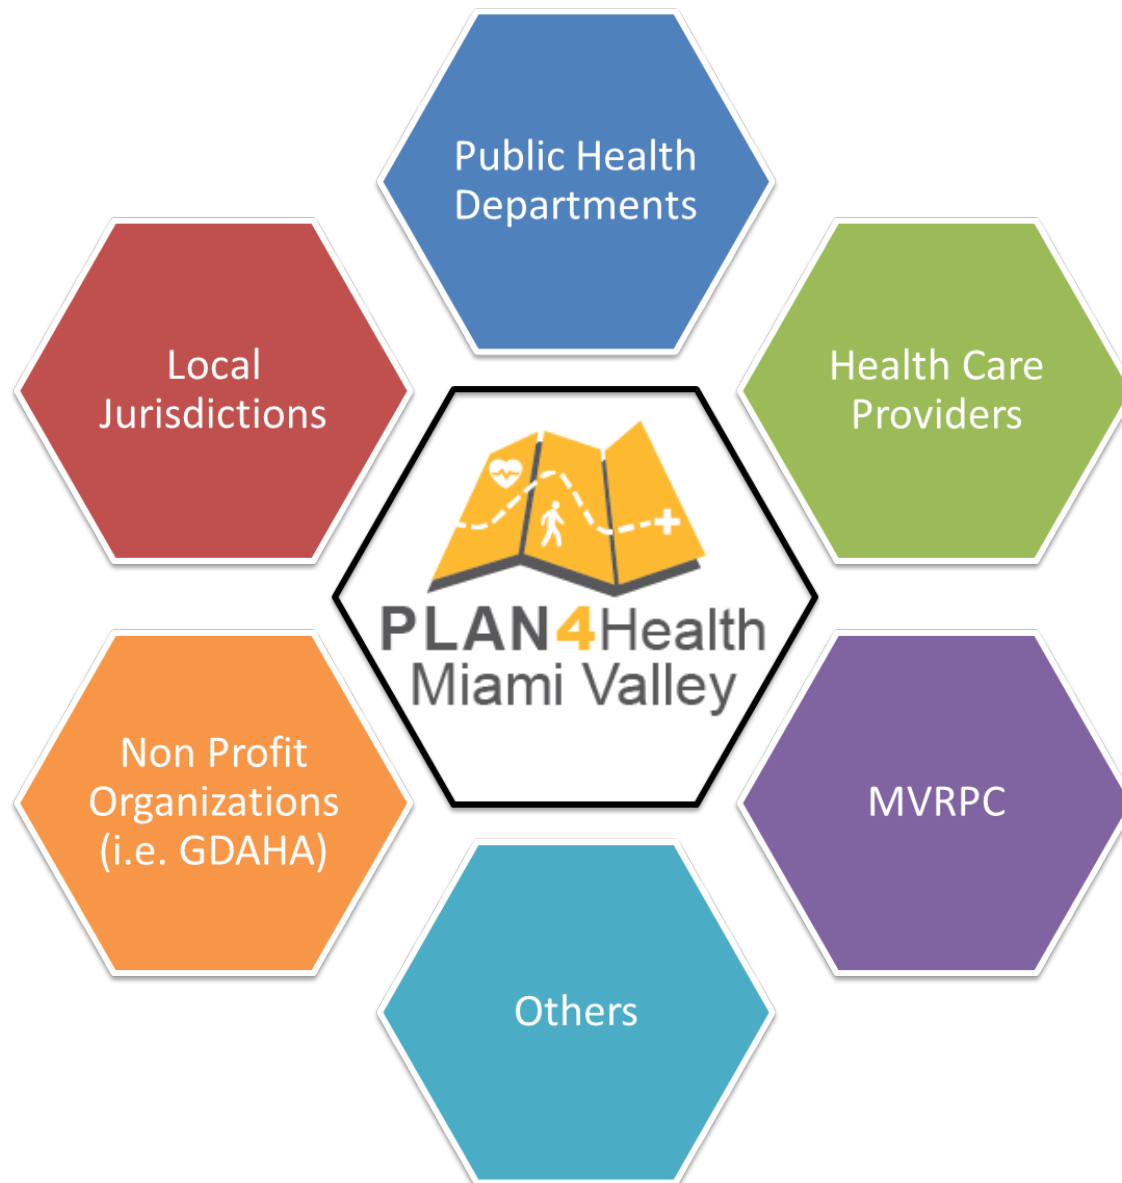 Public Health
Departments
Local
Jurisdictions
Health Care
Providers
PLAN4Health
Miami Valley
Non Profit
Organizations
(i.e. GDAHA)
MVRPC
Others